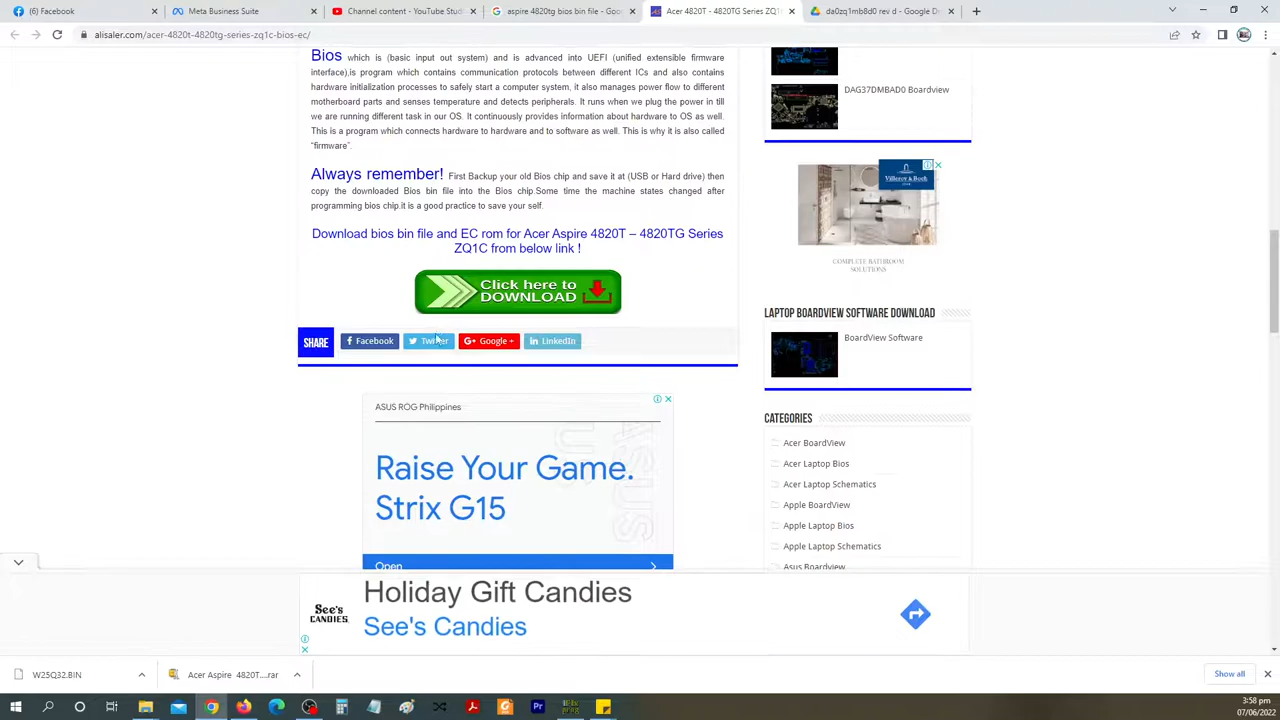 (6) Facebook
Meta Business Suite
Channel content - YouTube Stud
aspire 4820tg bios bin file - Goo
Acer 4820T - 4820TG Series ZQ1
da0zq1mb8d0 - Google Drive
/acer-4820t-4820tg-series-zq1c-bios-ec/
Bios which is (basic input out system) and is advanced into UEFI (unified extensible firmware
interface),is program which contains communication protocols between different ICs and also contains
hardware initialization processes to safely start a computer system, it also manages power flow to different
motherboard parts and senses temperature and detects peripherals. It runs when we plug the power in till
we are running different task in our OS. It continuously provides information about hardware to OS as well.
This is a program which connects hardware to hardware and to software as well. This is why it is also called
“firmware”.
Always remember! First Backup your old Bios chip and save it at (USB or Hard drive) then
copy the downloaded Bios bin file into the Bios chip.Some time the machine states changed after
programming bios chip.it is a good practice to save your self.
Download bios bin file and EC rom for Acer Aspire 4820T – 4820TG Series
ZQ1C from below link !
Click here to
DOWNLOAD
SHARE
Facebook
Twitter
Google +
LinkedIn
ASUS ROG Philippines
Raise Your Game.
Strix G15
Open
DAG37DMBAD0 Boardview
Villeroy & Boch
COMPLETE BATHROOM
SOLUTIONS
LAPTOP BOARDVIEW SOFTWARE DOWNLOAD
BoardView Software
CATEGORIES
Acer BoardView
Acer Laptop Bios
Acer Laptop Schematics
Apple BoardView
Apple Laptop Bios
Apple Laptop Schematics
Asus Boardview
See's
CANDIES.
Holiday Gift Candies
See's Candies
W25Q32.BIN
Acer Aspire 4820T....rar
Show all
3:58 pm
07/06/2022